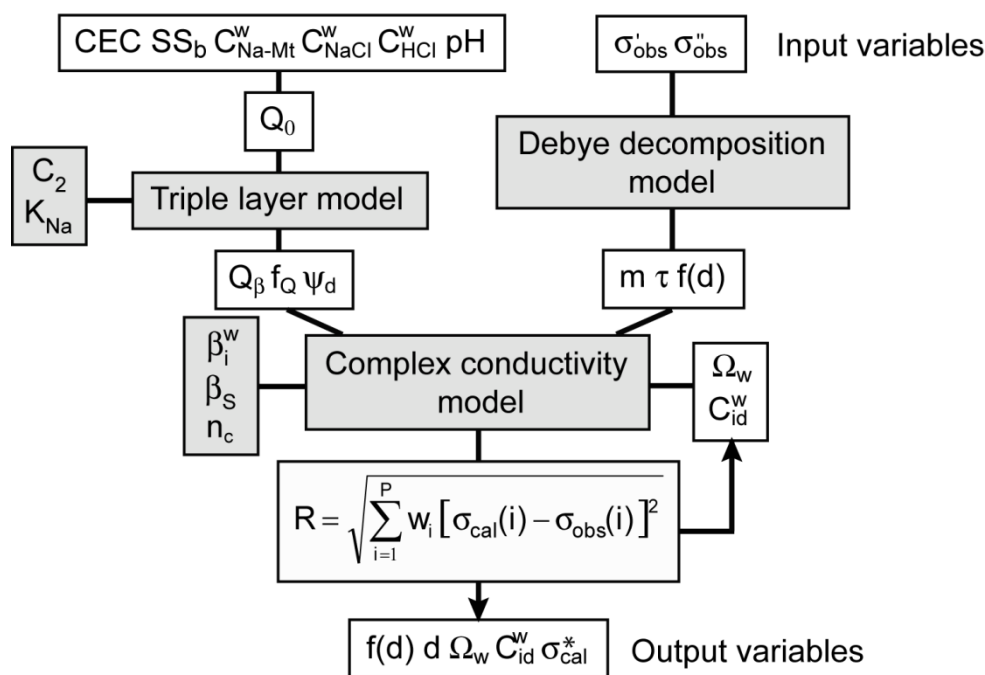 CEC SS_b C^w_Na-Mt C^w_NaCl C^w_HCl pH
σ'_obs σ''_obs
Input variables
Q_0
Debye decomposition
model
C_2
K_Na
Triple layer model
Q_β f_Q ψ_d
m τ f(d)
β^w_i
β_S
n_c
Complex conductivity
model
Ω_w
C^w_id
R = √(∑_{i=1}^{P} w_i [σ_cal(i) − σ_obs(i)]^2)
f(d) d Ω_w C^w_id σ^*_cal
Output variables